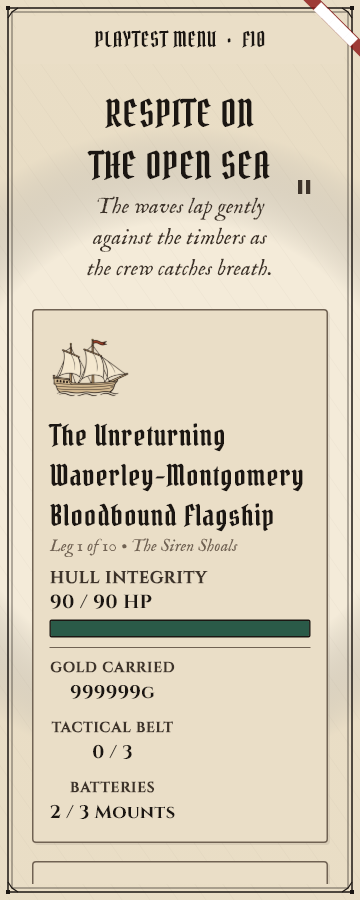 PLAYTEST MENU · F10
RESPITE ON
THE OPEN SEA
The waves lap gently
against the timbers as
the crew catches breath.
The Unreturning
Waverley-Montgomery
Bloodbound Flagship
Leg 1 of 10 • The Siren Shoals
HULL INTEGRITY
90 / 90 HP
GOLD CARRIED
999999G
TACTICAL BELT
0 / 3
BATTERIES
2 / 3 MOUNTS